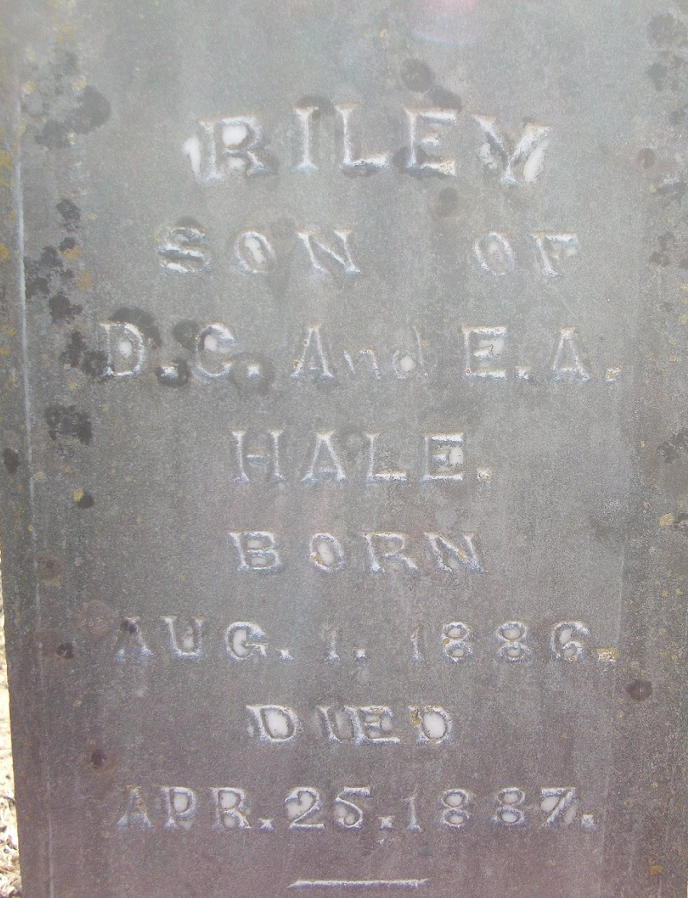 RILEY
SON OF
D.C. And E.A.
HALE.
BORN
AUG. 1. 1886.
DIED
APR. 25, 1887.